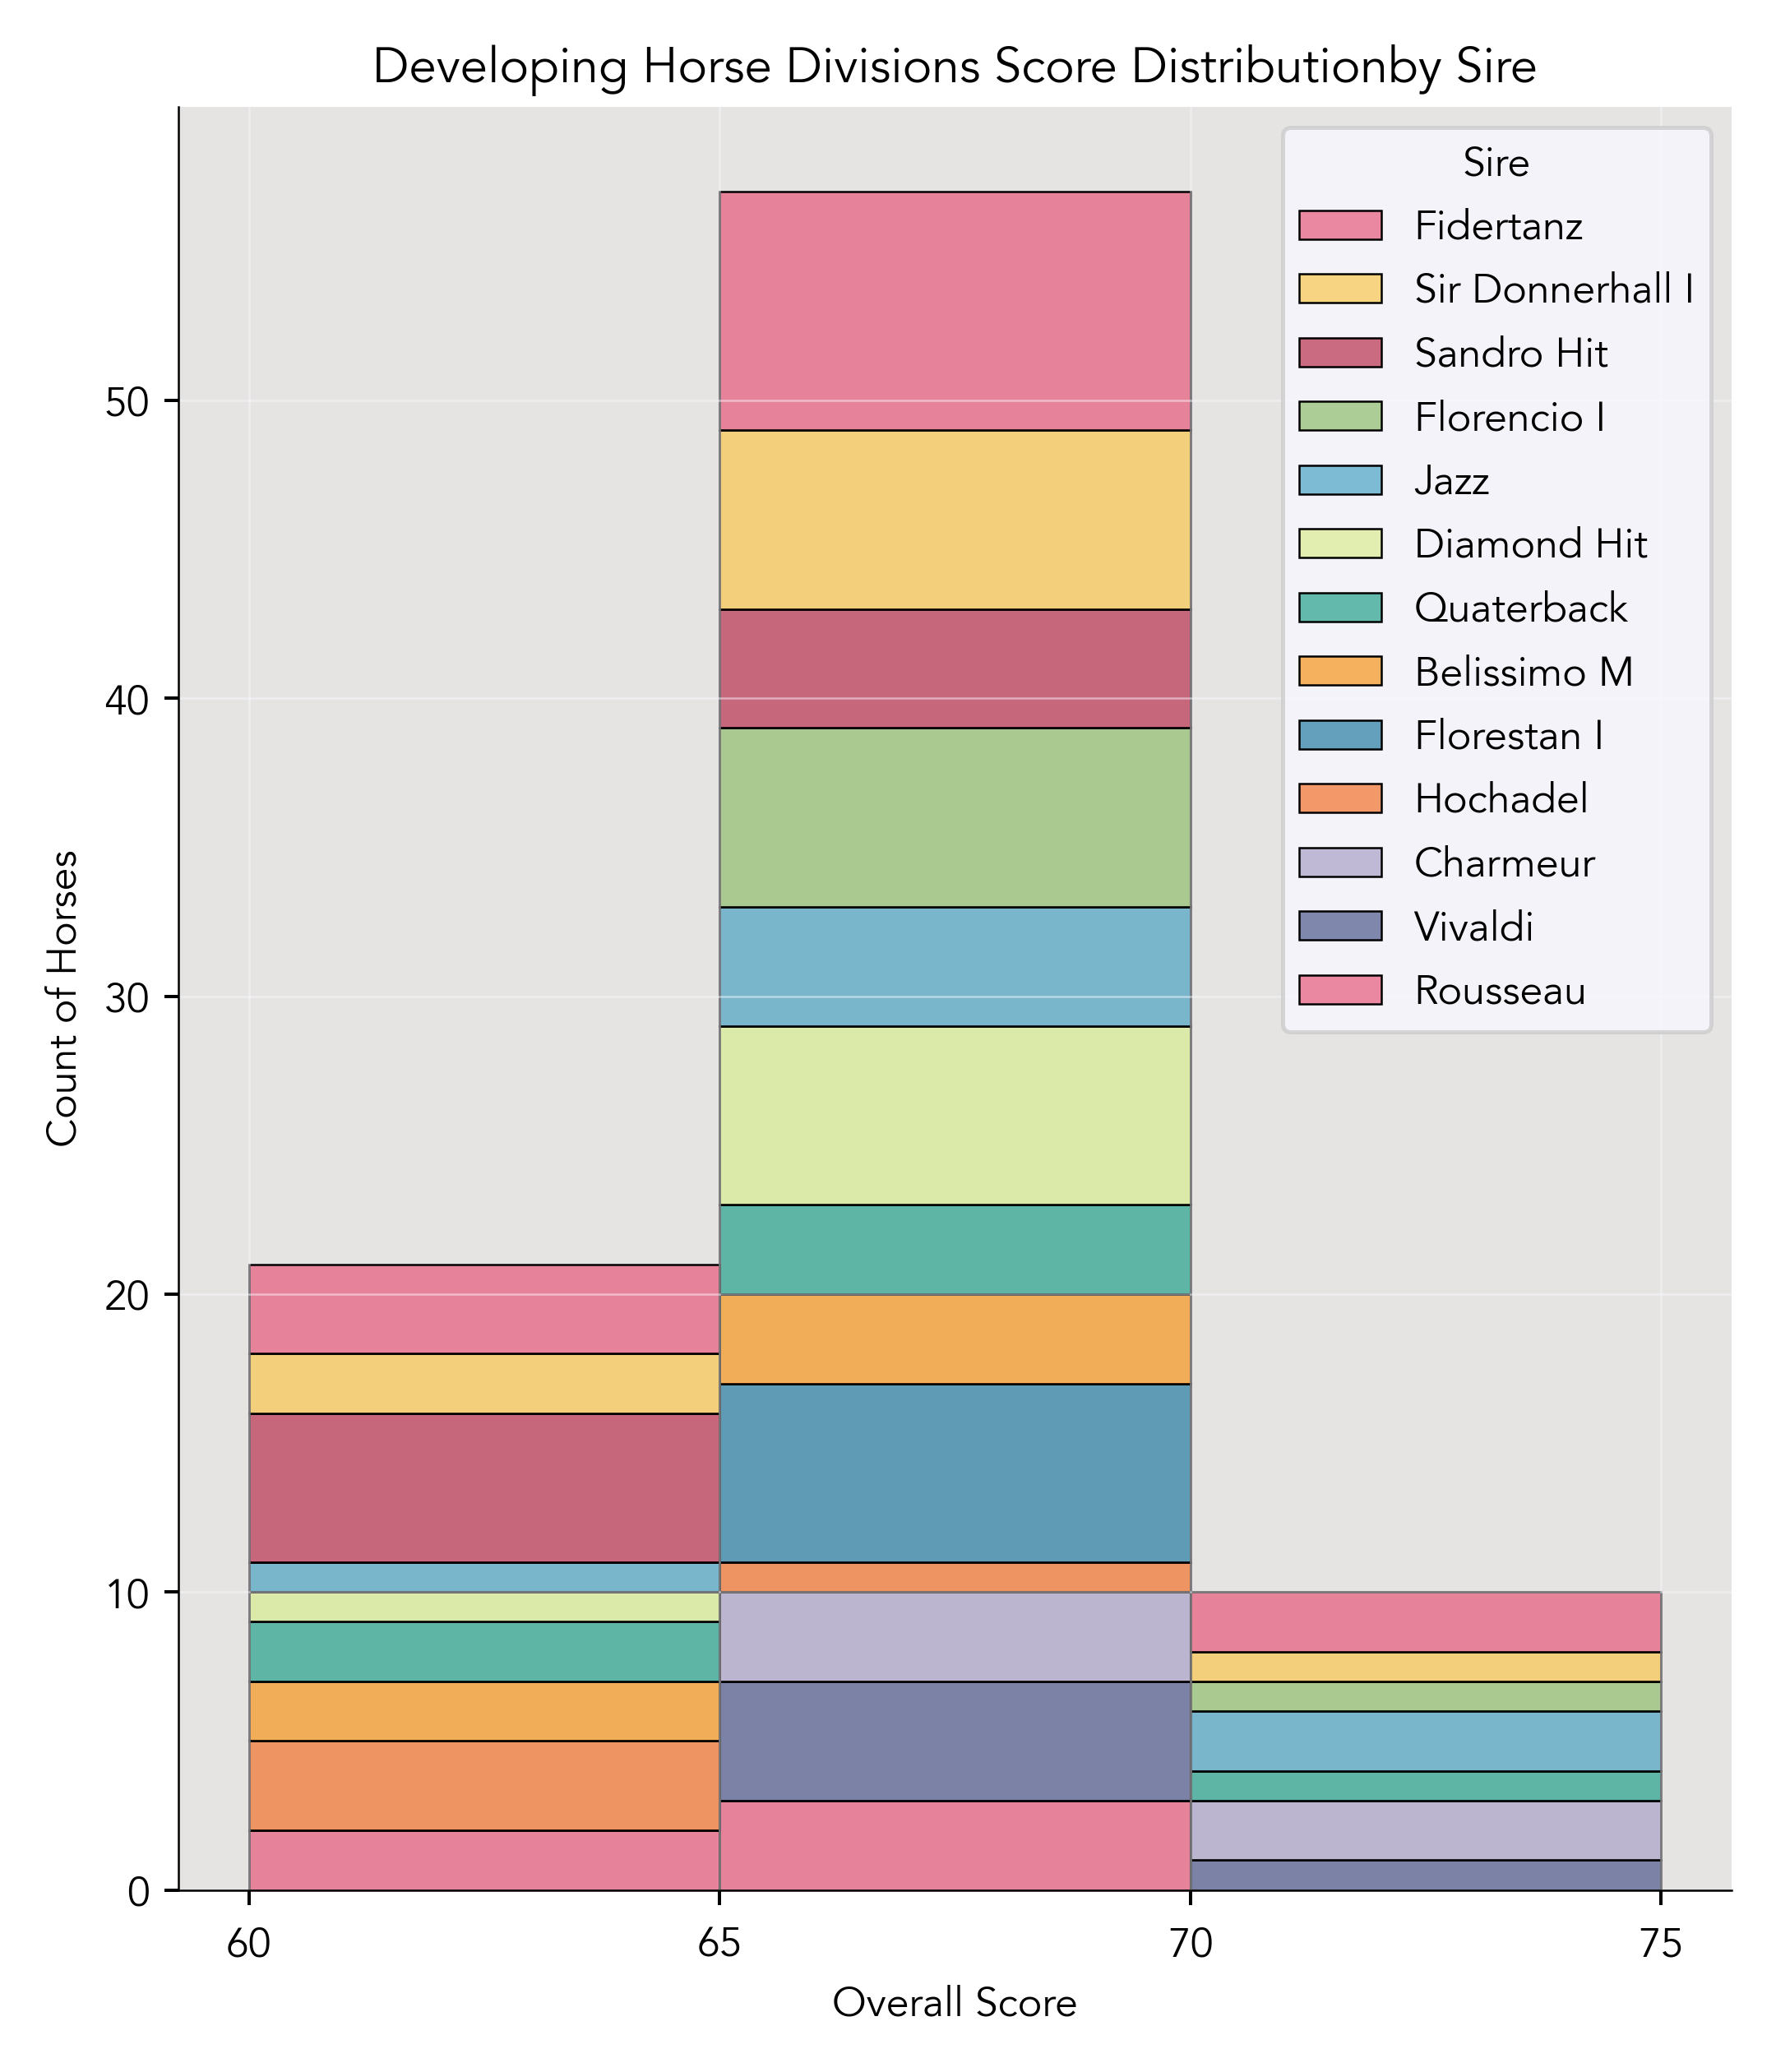 Developing Horse Divisions Score Distributionby Sire
Sire
Fidertanz
Sir Donnerhall I
Sandro Hit
Florencio I
Jazz
Diamond Hit
Quaterback
Belissimo M
Florestan I
Hochadel
Charmeur
Vivaldi
Rousseau
Count of Horses
50
40
30
20
10
0
60 65 70 75
Overall Score